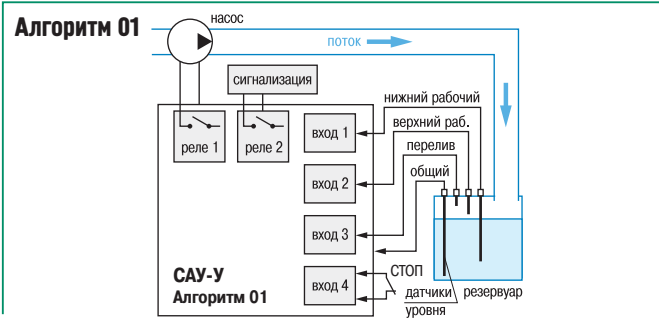 Алгоритм 01
насос
поток
сигнализация
реле 1
реле 2
вход 1
вход 2
вход 3
вход 4
нижний рабочий
верхний раб.
перелив
общий
СТОП
датчики
уровня
резервуар
САУ-У
Алгоритм 01